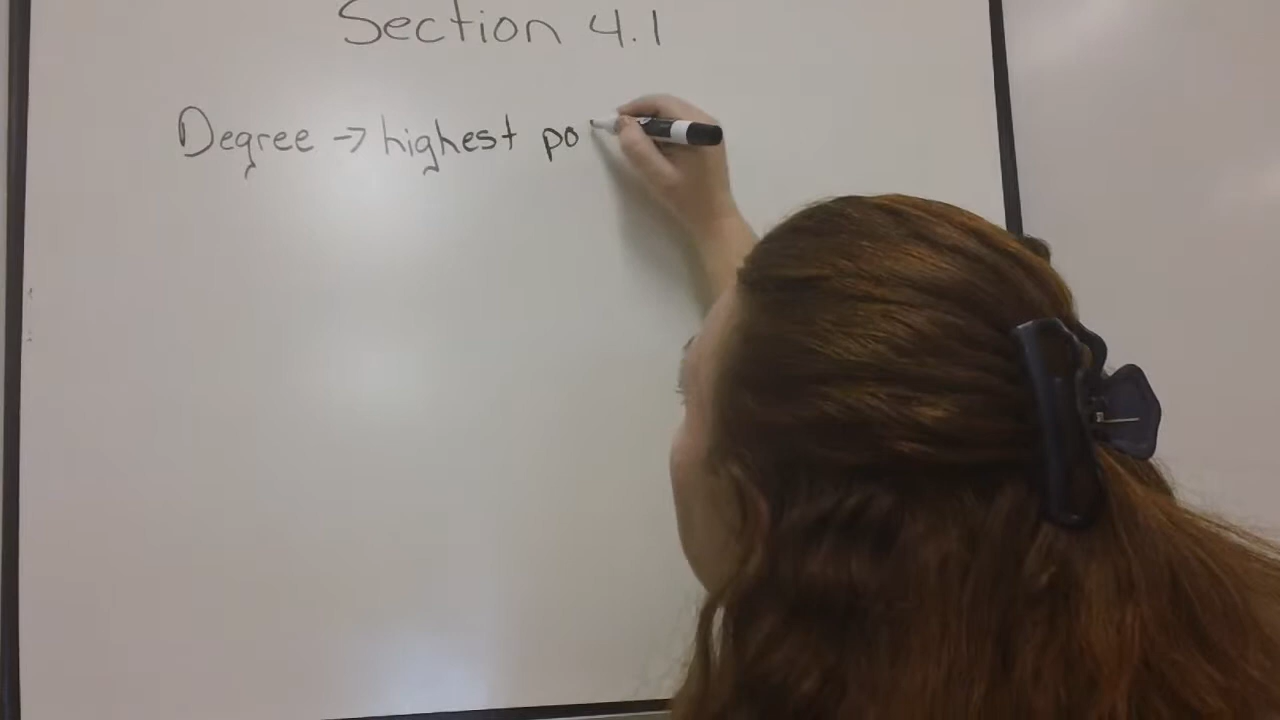 Section 4.1
Degree → highest po